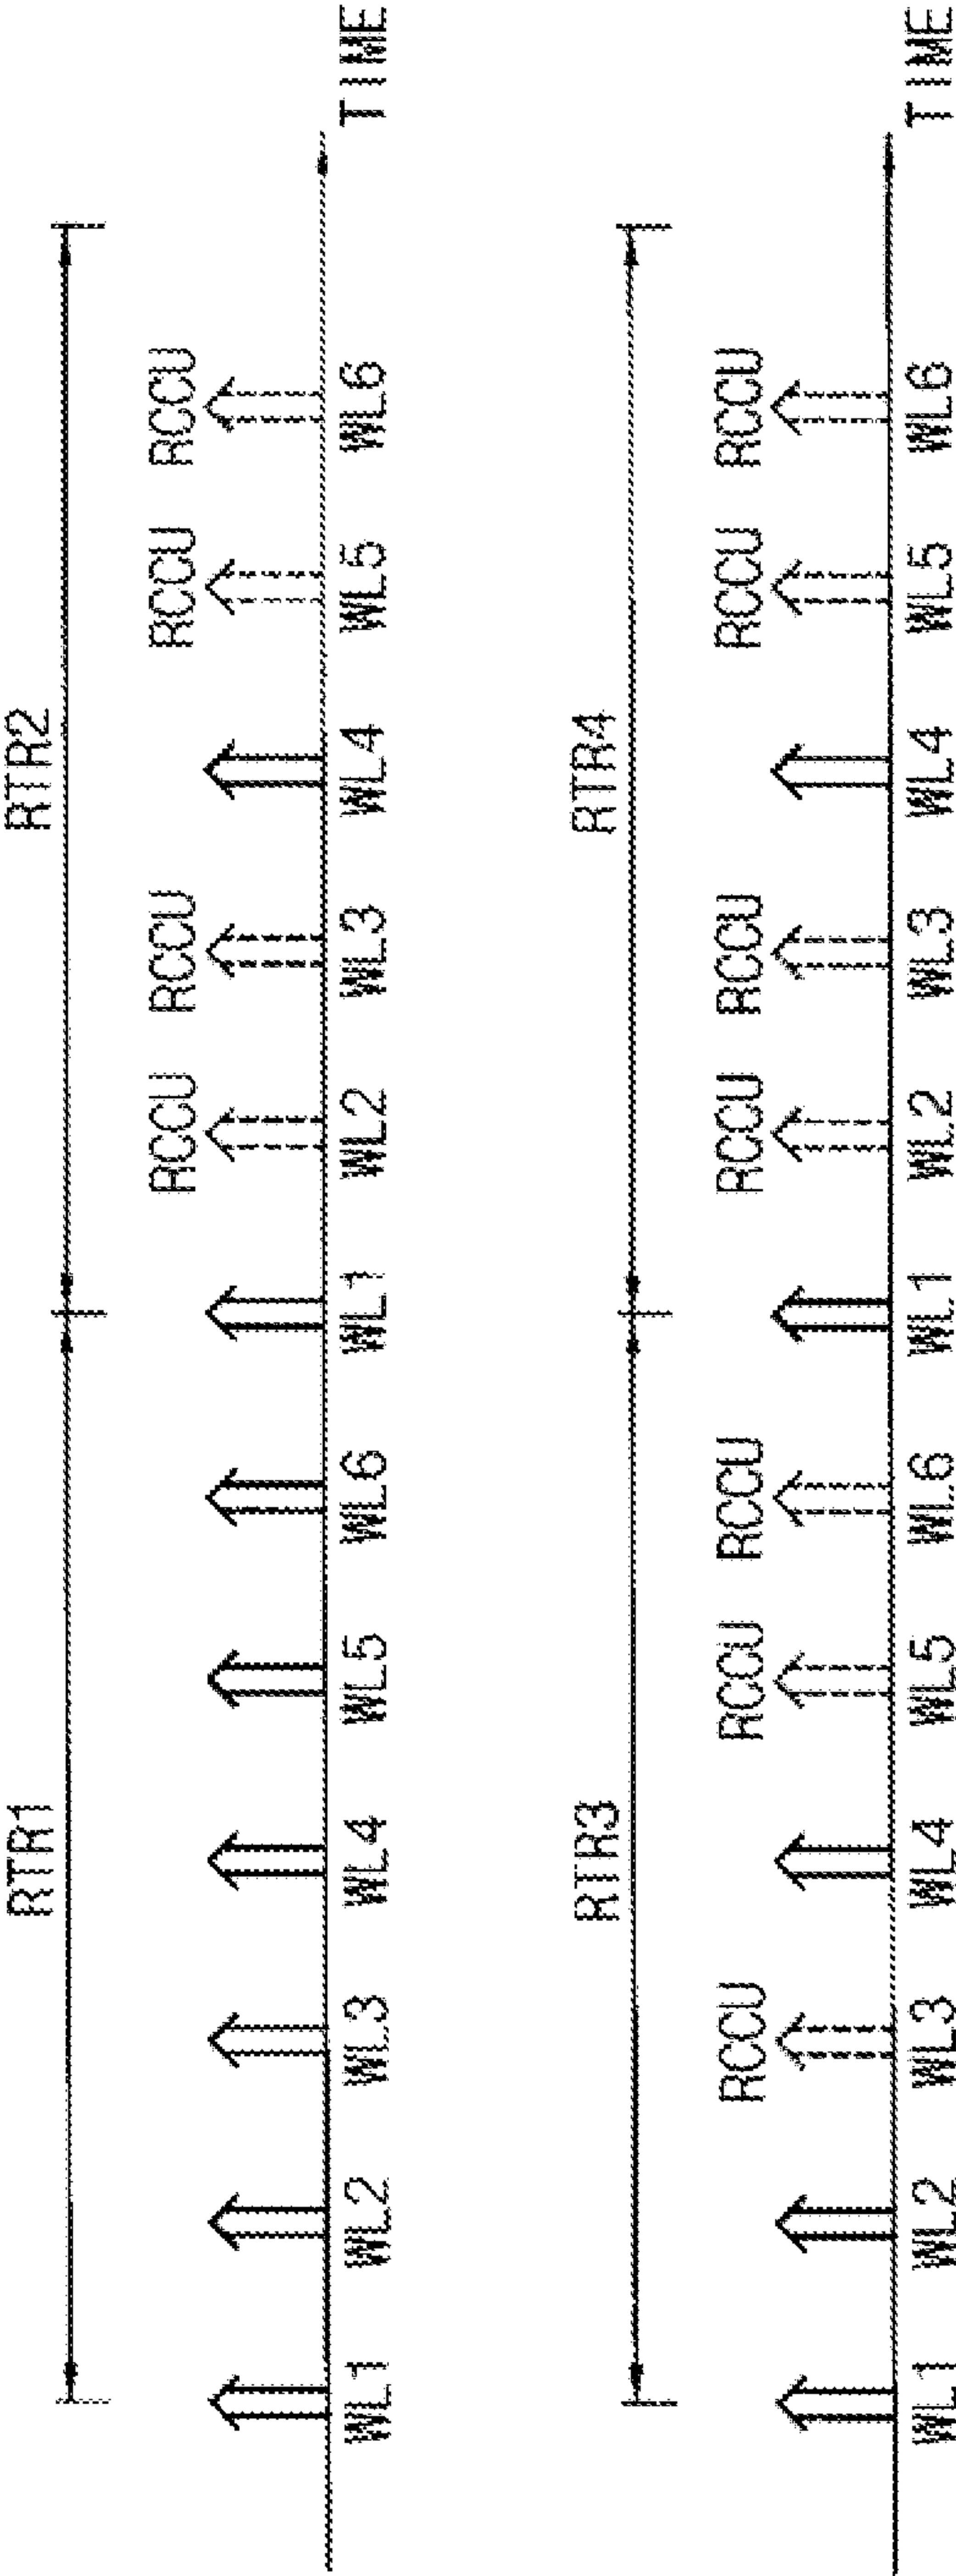 RTR1 RTR2
RCCU RCCU RCCU RCCU
WL1 WL2 WL3 WL4 WL5 WL6 WL1 WL2 WL3 WL4 WL5 WL6 TIME
RTR3 RTR4
RCCU RCCU RCCU RCCU RCCU RCCU RCCU
WL1 WL2 WL3 WL4 WL5 WL6 WL1 WL2 WL3 WL4 WL5 WL6 TIME